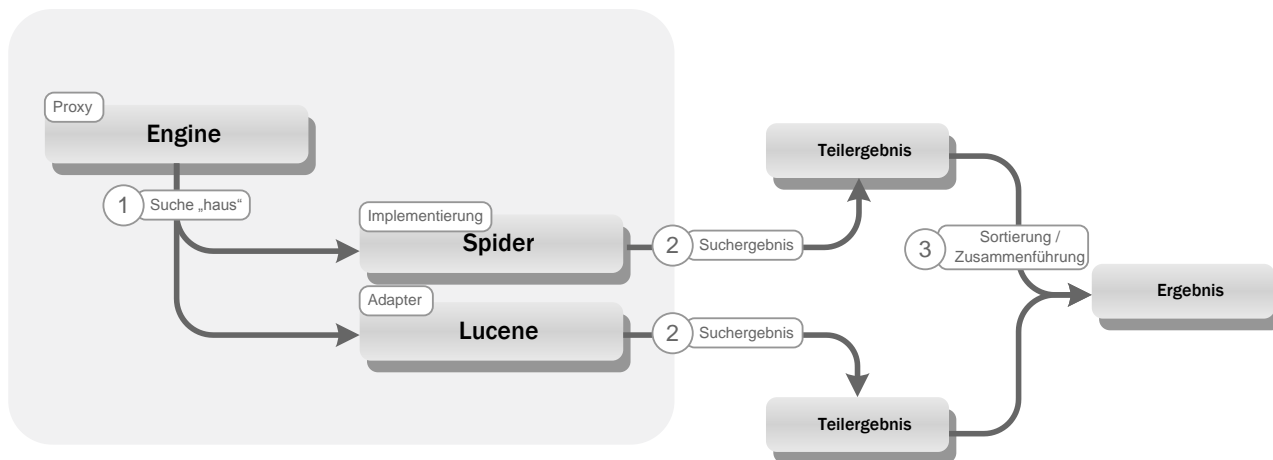 Proxy
Engine
1 Suche „haus“
Implementierung
Spider
Adapter
Lucene
2 Suchergebnis
2 Suchergebnis
Teilergebnis
Teilergebnis
3 Sortierung /
Zusammenführung
Ergebnis